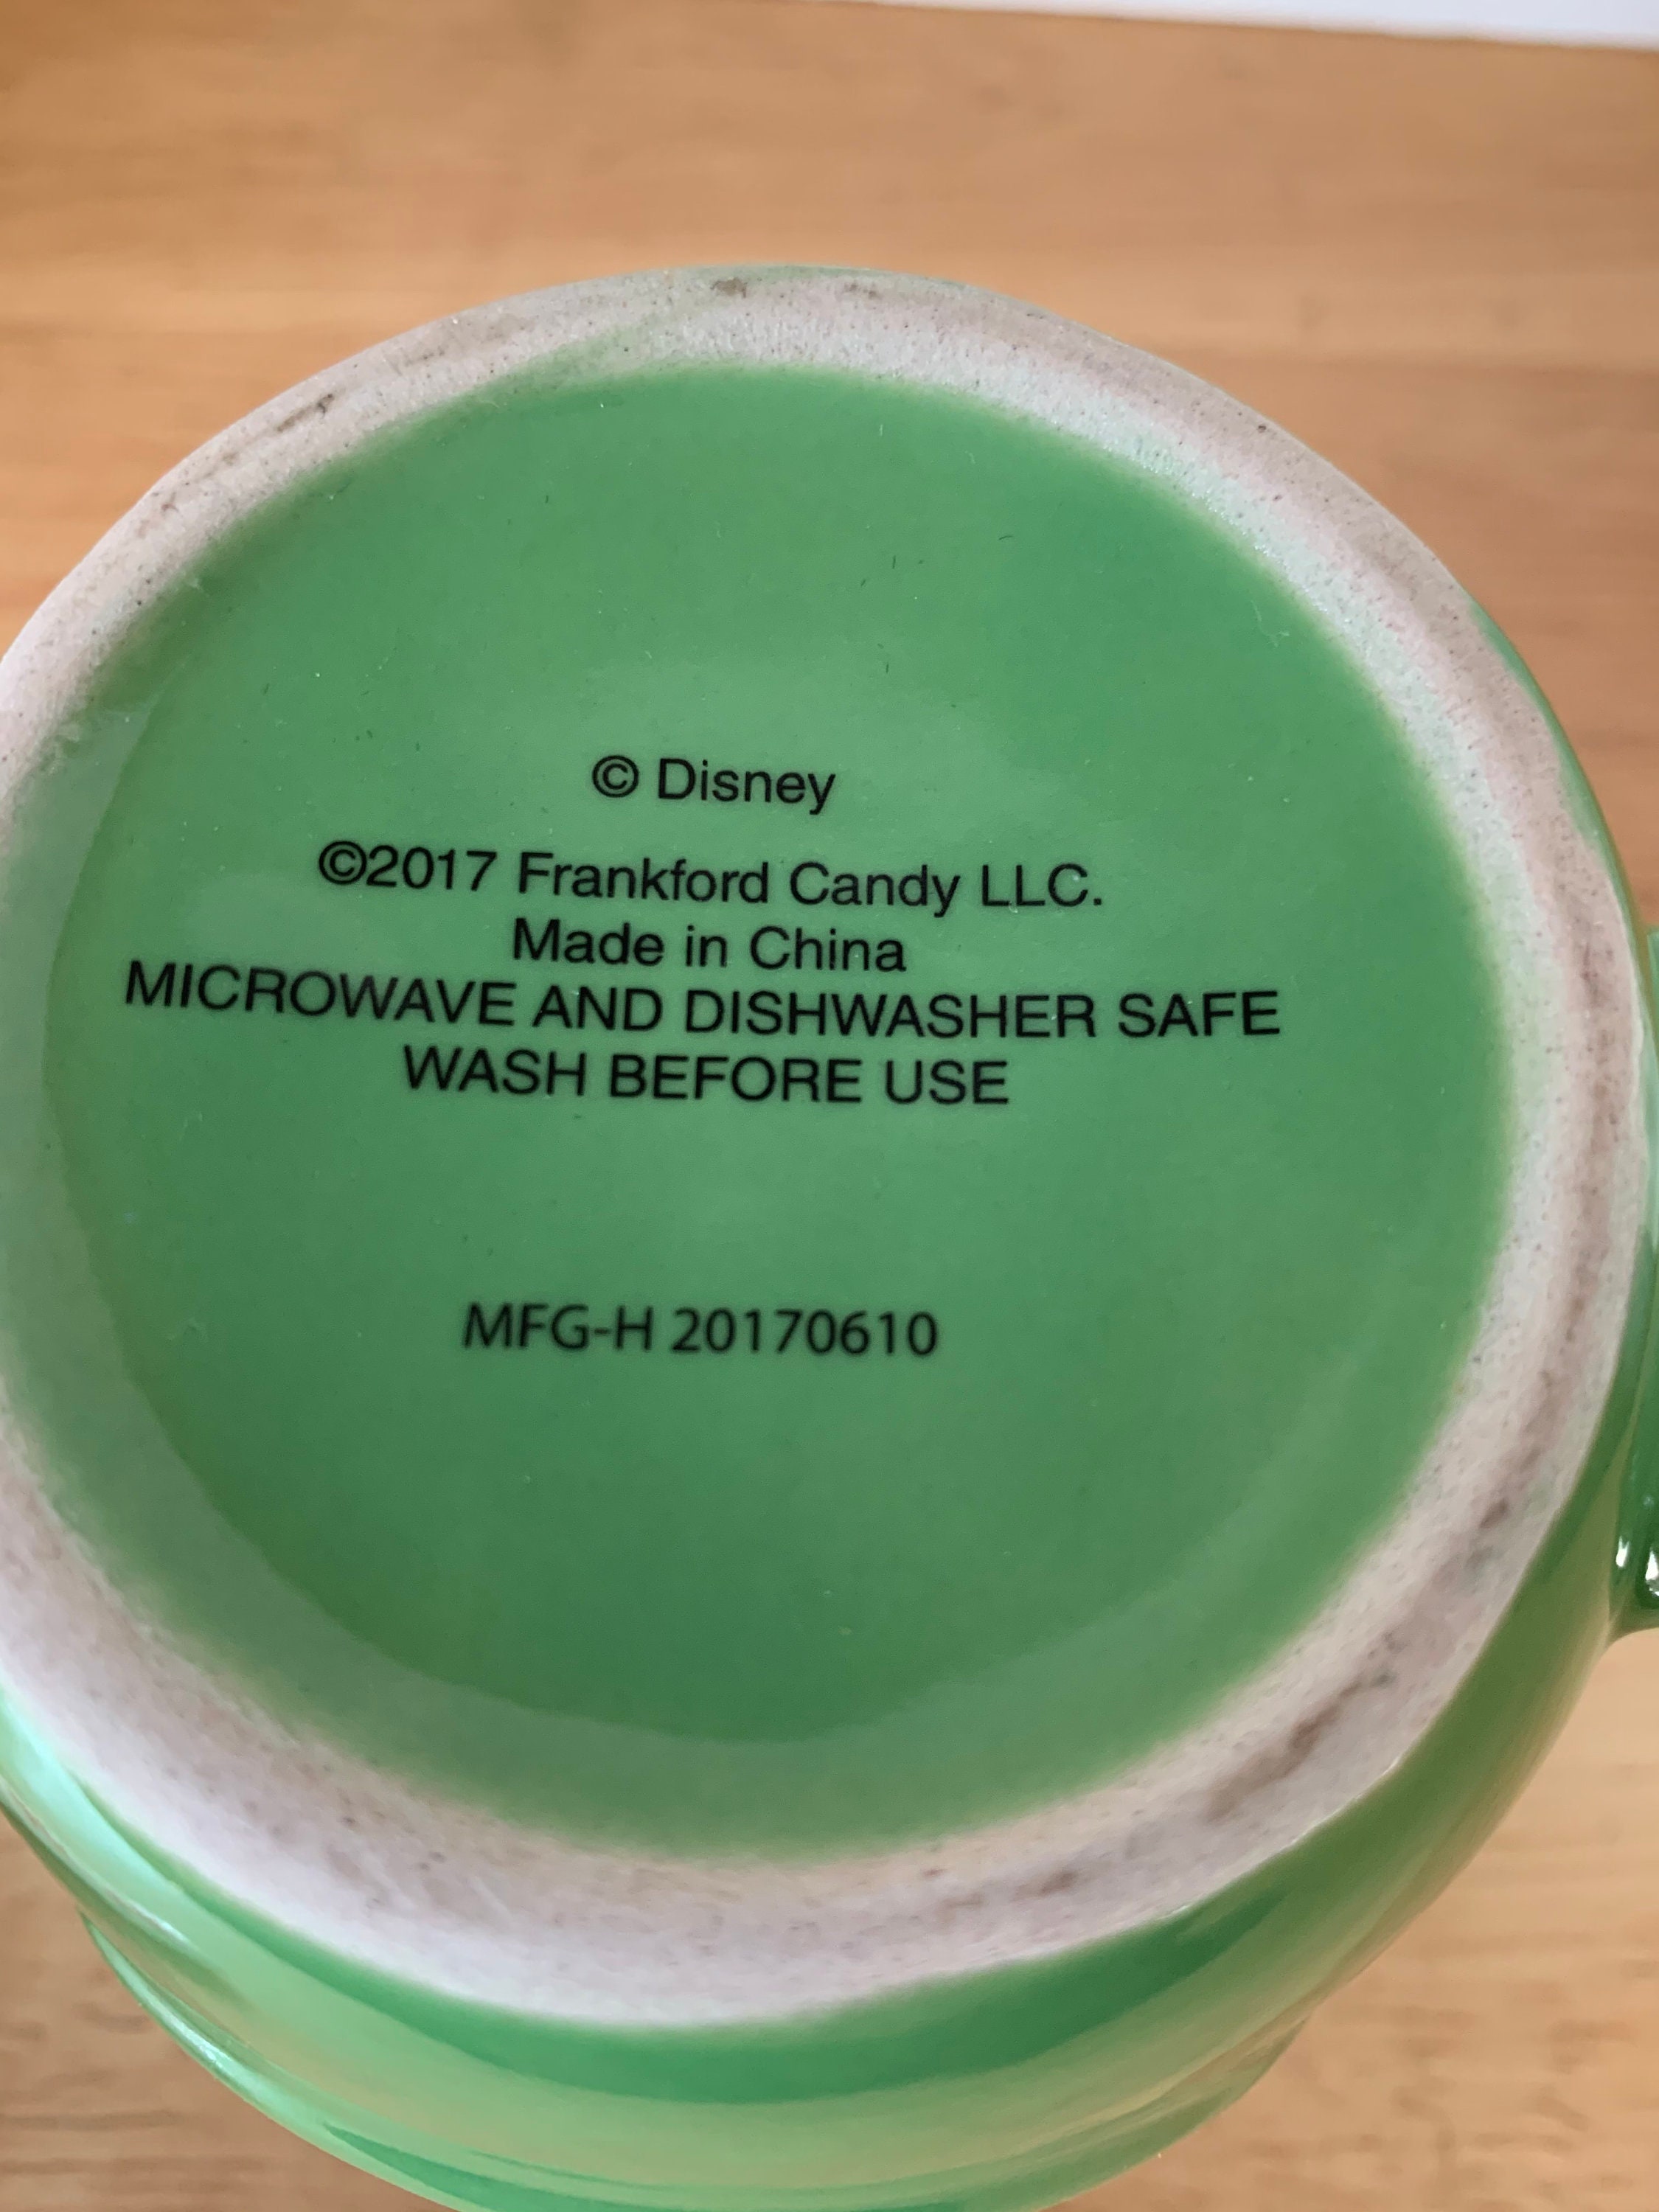 © Disney
©2017 Frankford Candy LLC.
Made in China
MICROWAVE AND DISHWASHER SAFE
WASH BEFORE USE
MFG-H 20170610